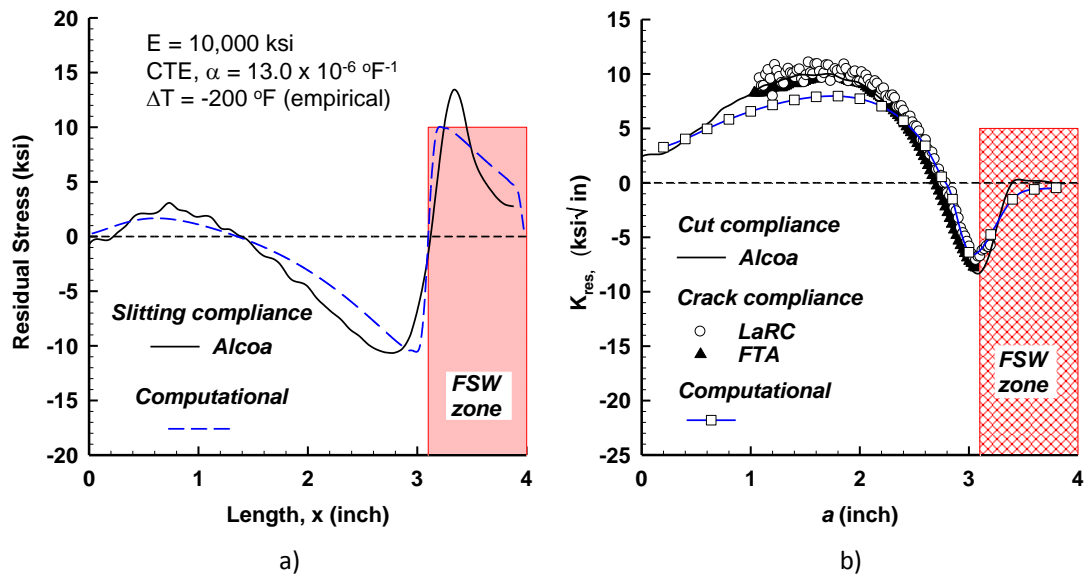 20
15
10
5
0
-5
-10
-15
-20
Residual Stress (ksi)
E = 10,000 ksi
CTE, α = 13.0 x 10⁻⁶ ºF⁻¹
ΔT = -200 ºF (empirical)
Slitting compliance
Alcoa
Computational
FSW
zone
0
1
2
3
4
Length, x (inch)
a)
15
10
5
0
-5
-10
-15
-20
-25
K_res, (ksi√ in)
Cut compliance
Alcoa
Crack compliance
LaRC
FTA
Computational
FSW
zone
0
1
2
3
4
a (inch)
b)